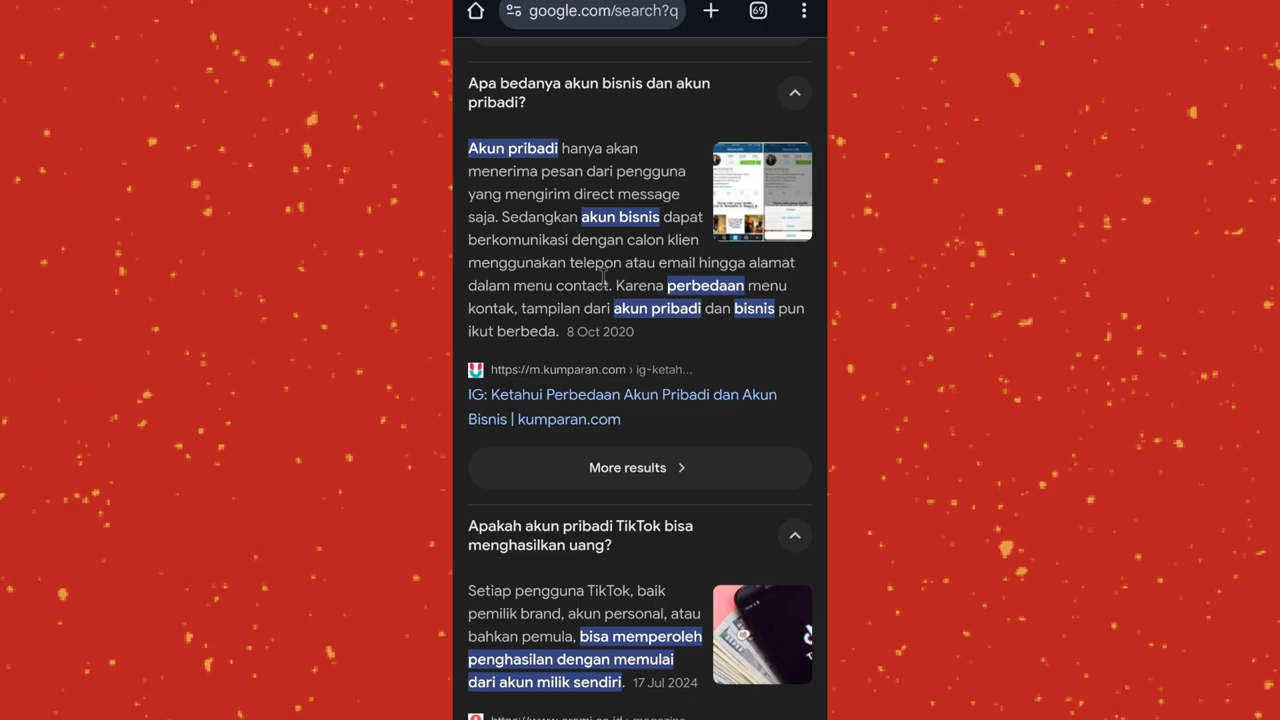 google.com/search?q
69
Apa bedanya akun bisnis dan akun
pribadi?
Akun pribadi hanya akan
menerima pesan dari pengguna
yang mengirim direct message
saja. Sedangkan akun bisnis dapat
berkomunikasi dengan calon klien
menggunakan telepon atau email hingga alamat
dalam menu contact. Karena perbedaan menu
kontak, tampilan dari akun pribadi dan bisnis pun
ikut berbeda. 8 Oct 2020
https://m.kumparan.com › ig-ketah...
IG: Ketahui Perbedaan Akun Pribadi dan Akun
Bisnis | kumparan.com
More results
Apakah akun pribadi TikTok bisa
menghasilkan uang?
Setiap pengguna TikTok, baik
pemilik brand, akun personal, atau
bahkan pemula, bisa memperoleh
penghasilan dengan memulai
dari akun milik sendiri. 17 Jul 2024